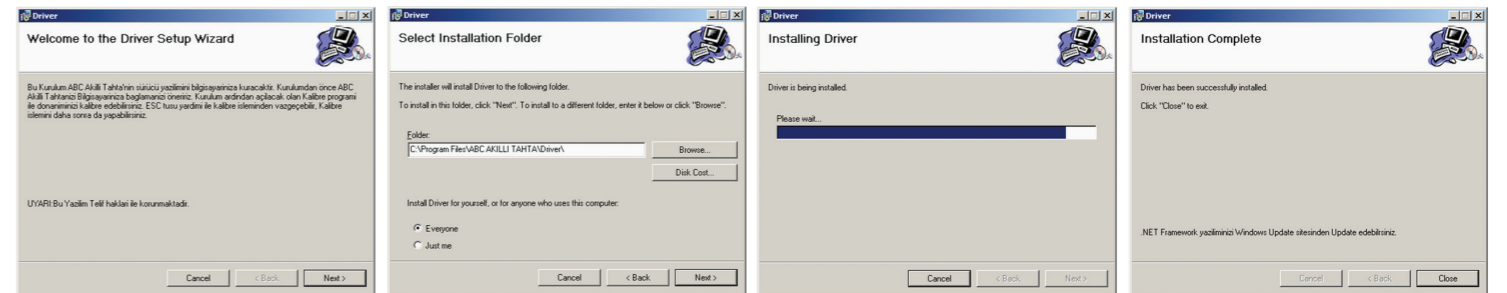 Driver
Welcome to the Driver Setup Wizard
Bu Kurulum ABC Akilli Tahta'nin sürücü yazilimini bilgisayariniza kuracaktir. Kurulumdan önce ABC
Akilli Tahtanizi Bilgisayariniza baglamanizi öneririz. Kurulum ardindan açilacak olan Kalibre programi
ile donaniminizi kalibre edebilirsiniz. ESC tusu yardimi ile kalibre isleminden vazgeçebilir, Kalibre
islemini daha sonra da yapabilirsiniz.
UYARI:Bu Yazilim Telif haklari ile korunmaktadir.
Cancel
< Back
Next >
Driver
Select Installation Folder
The installer will install Driver to the following folder.
To install in this folder, click "Next". To install to a different folder, enter it below or click "Browse".
Folder:
C:\Program Files\ABC AKILLI TAHTA\Driver\
Browse...
Disk Cost...
Install Driver for yourself, or for anyone who uses this computer:
Everyone
Just me
Cancel
< Back
Next >
Driver
Installing Driver
Driver is being installed.
Please wait...
Cancel
< Back
Next >
Driver
Installation Complete
Driver has been successfully installed.
Click "Close" to exit.
.NET Framework yaziliminizi Windows Update sitesinden Update edebilirsiniz.
Cancel
< Back
Close